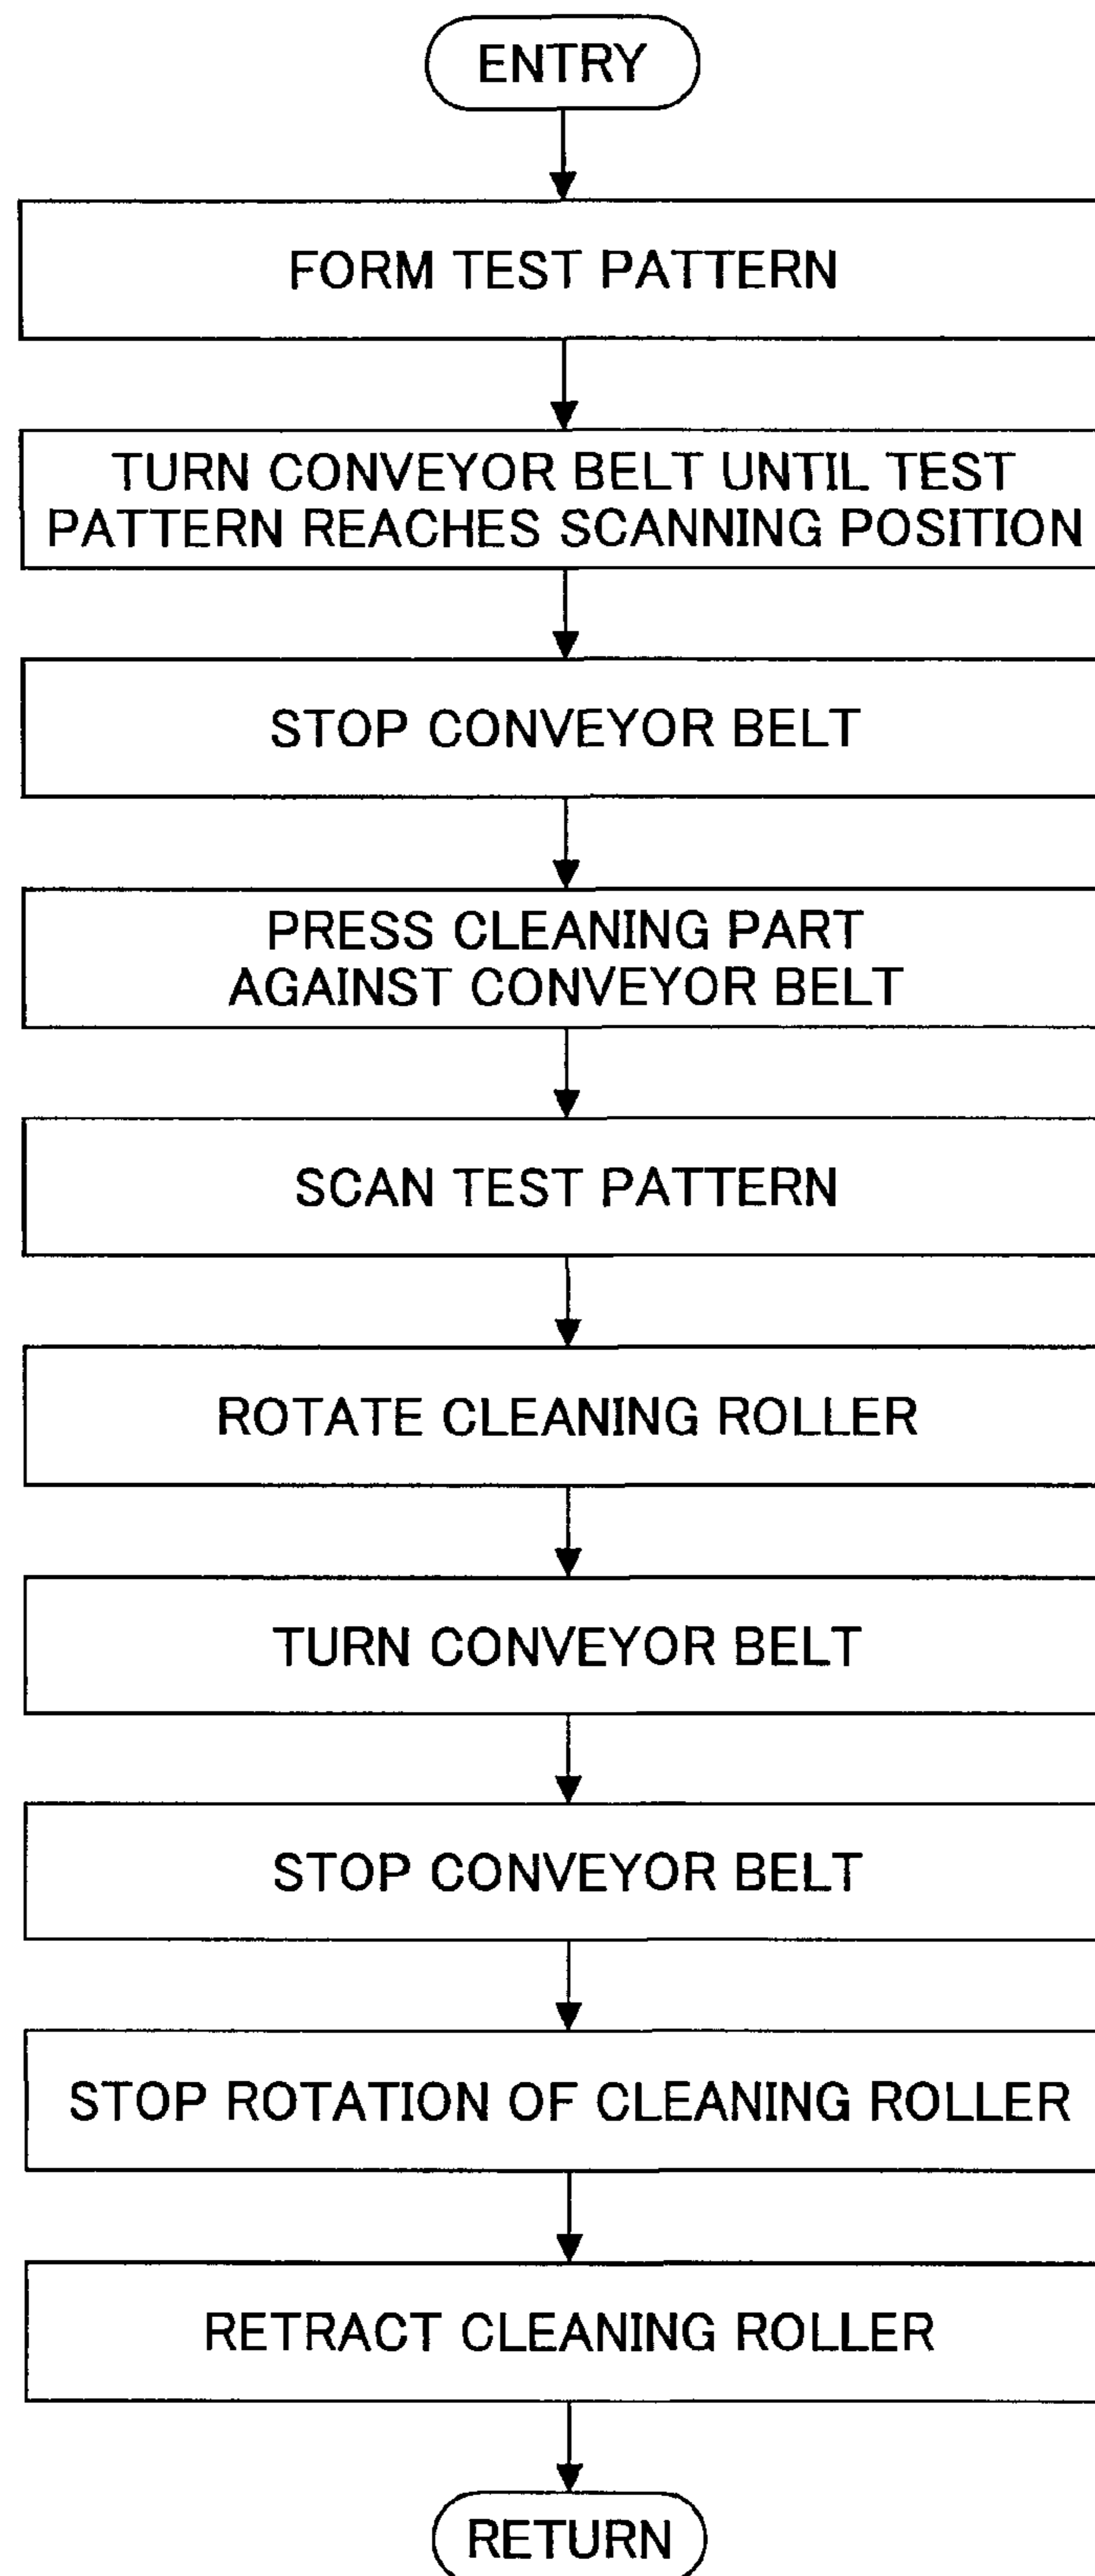 ENTRY
FORM TEST PATTERN
TURN CONVEYOR BELT UNTIL TEST
PATTERN REACHES SCANNING POSITION
STOP CONVEYOR BELT
PRESS CLEANING PART
AGAINST CONVEYOR BELT
SCAN TEST PATTERN
ROTATE CLEANING ROLLER
TURN CONVEYOR BELT
STOP CONVEYOR BELT
STOP ROTATION OF CLEANING ROLLER
RETRACT CLEANING ROLLER
RETURN